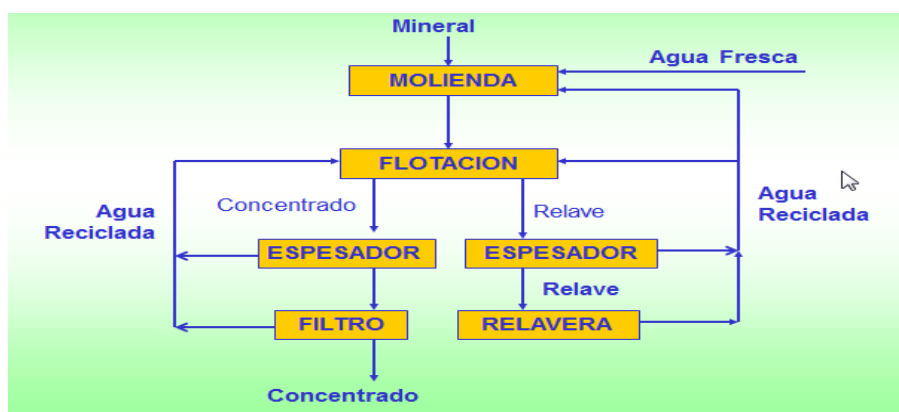 Mineral
Agua Fresca
MOLIENDA
FLOTACION
Concentrado
Relave
Agua
Reciclada
Agua
Reciclada
ESPESADOR
ESPESADOR
Relave
FILTRO
RELAVERA
Concentrado